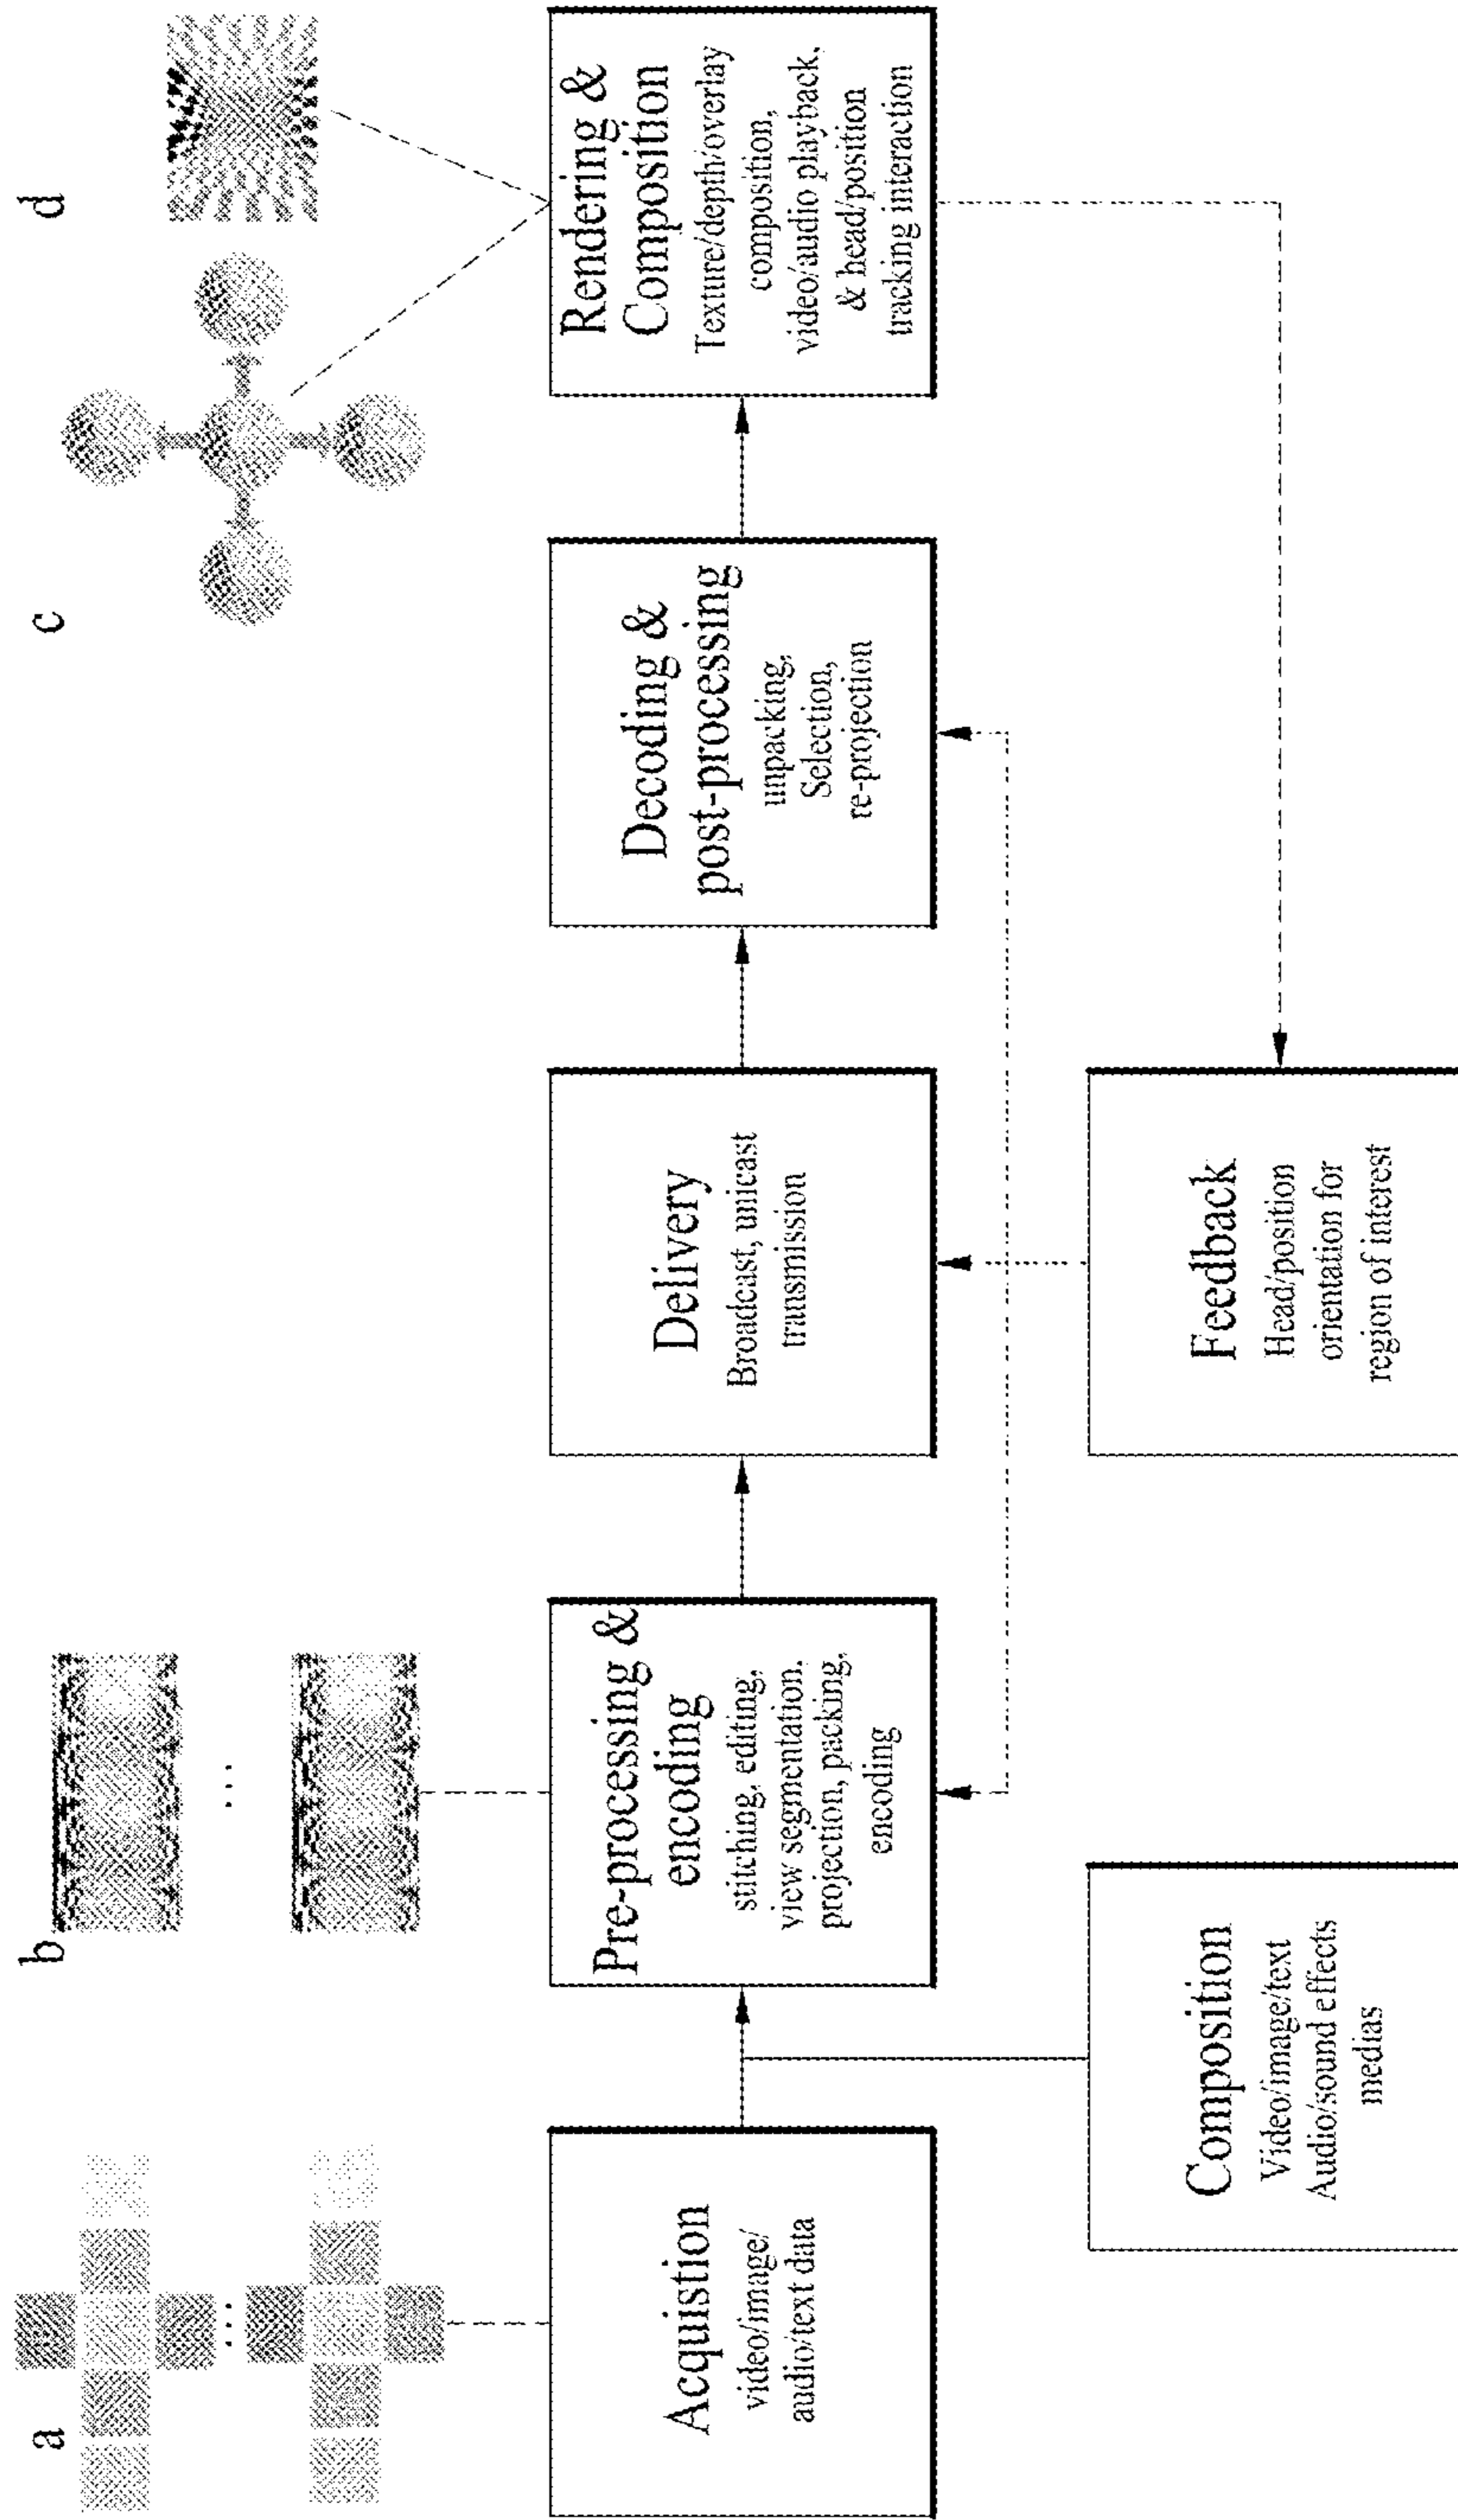 a
b
c
d
...
...
Acquistion
video/image/
audio/text data
Pre-processing &
encoding
stitching, editing,
view segmentation,
projection, packing,
encoding
Delivery
Broadcast, unicast
transmission
Decoding &
post-processing
unpacking,
Selection,
re-projection
Rendering &
Composition
Texture/depth/overlay
composition,
video/audio playback,
& head/position
tracking interaction
Composition
Video/image/text
Audio/sound effects
medias
Feedback
Head/position
orientation for
region of interest